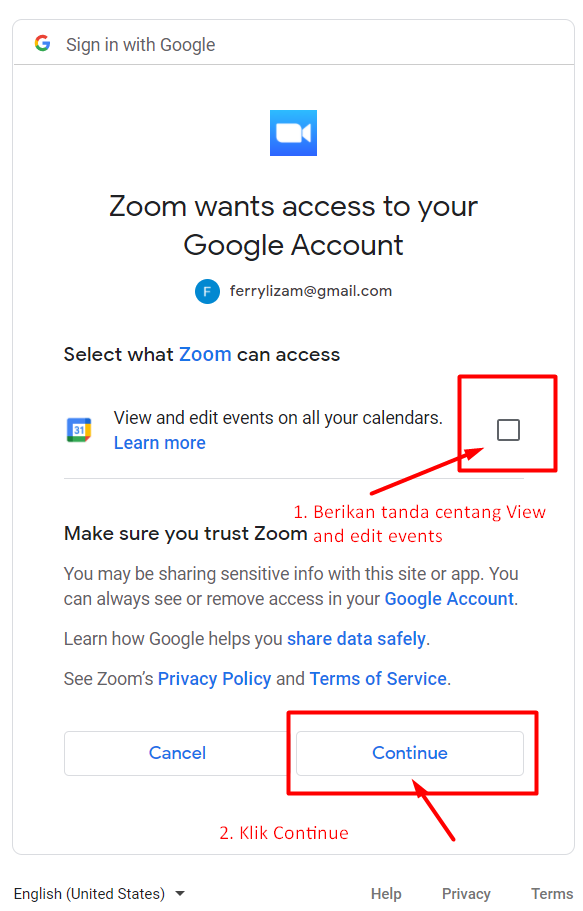 Sign in with Google
Zoom wants access to your
Google Account
F ferrylizam@gmail.com
Select what Zoom can access
31
View and edit events on all your calendars.
Learn more
1. Berikan tanda centang View
and edit events
Make sure you trust Zoom
You may be sharing sensitive info with this site or app. You
can always see or remove access in your Google Account.
Learn how Google helps you share data safely.
See Zoom’s Privacy Policy and Terms of Service.
Cancel
Continue
2. Klik Continue
English (United States)
Help
Privacy
Terms